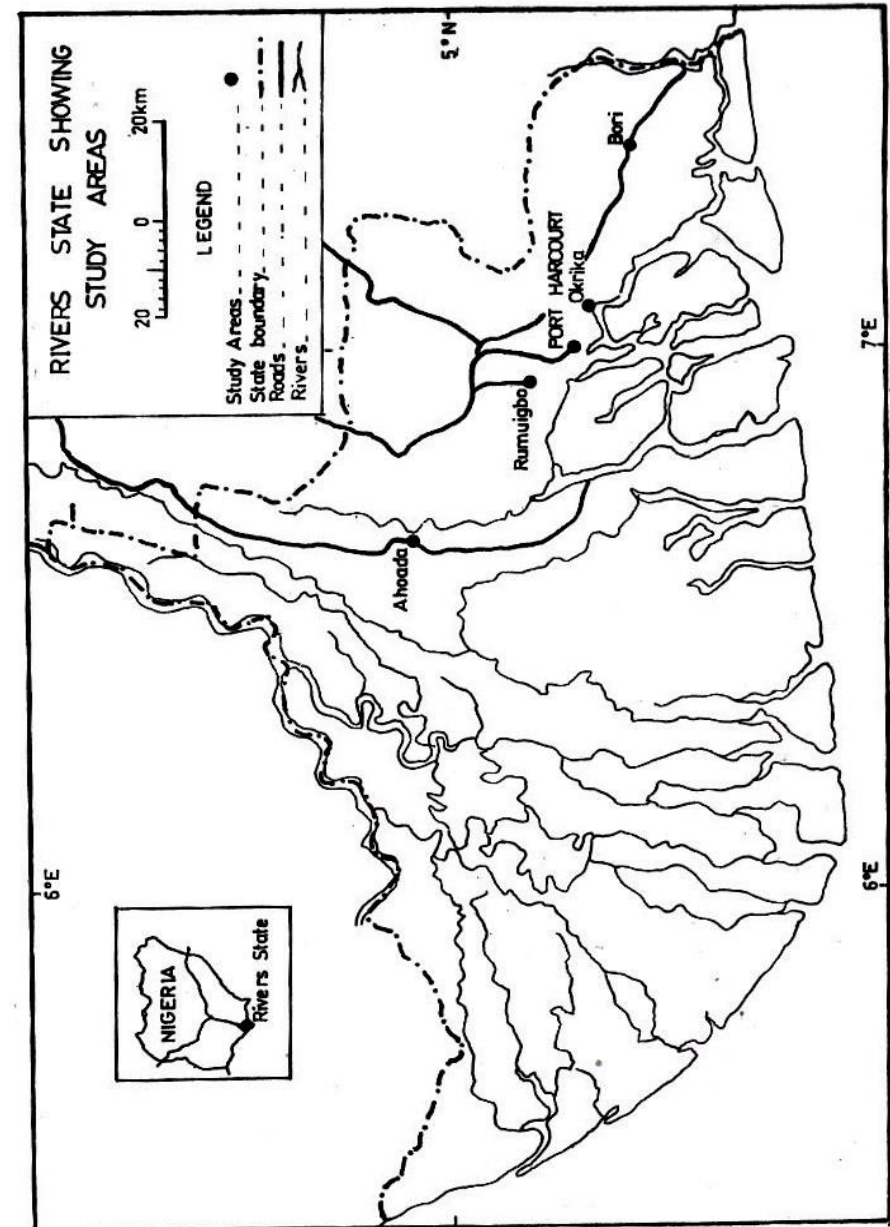 RIVERS STATE SHOWING
STUDY AREAS
20 0 20km
LEGEND
Study Areas
State boundary
Roads
Rivers
6°E
5°N
NIGERIA
Rivers State
Ahoada
Rumuigbo
PORT HARCOURT
Okrika
Bori
6°E
7°E